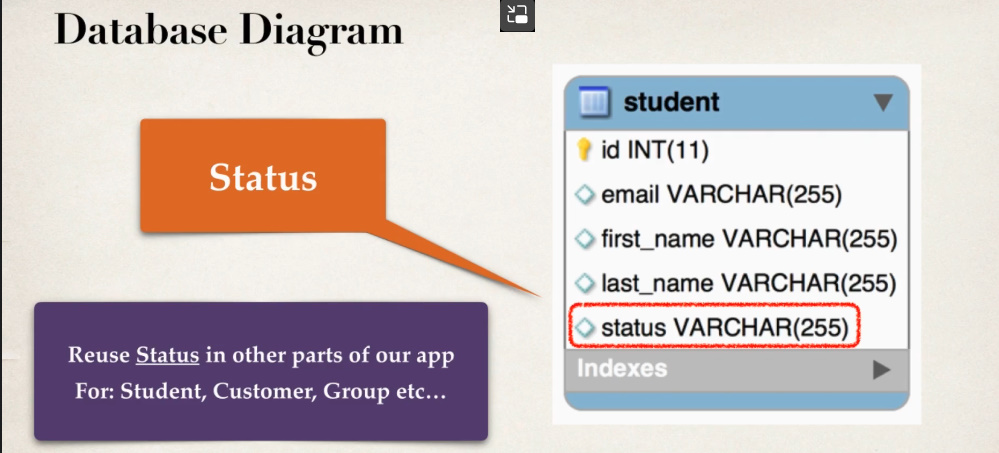 Database Diagram
Status
Reuse Status in other parts of our app
For: Student, Customer, Group etc…
student
id INT(11)
email VARCHAR(255)
first_name VARCHAR(255)
last_name VARCHAR(255)
status VARCHAR(255)
Indexes